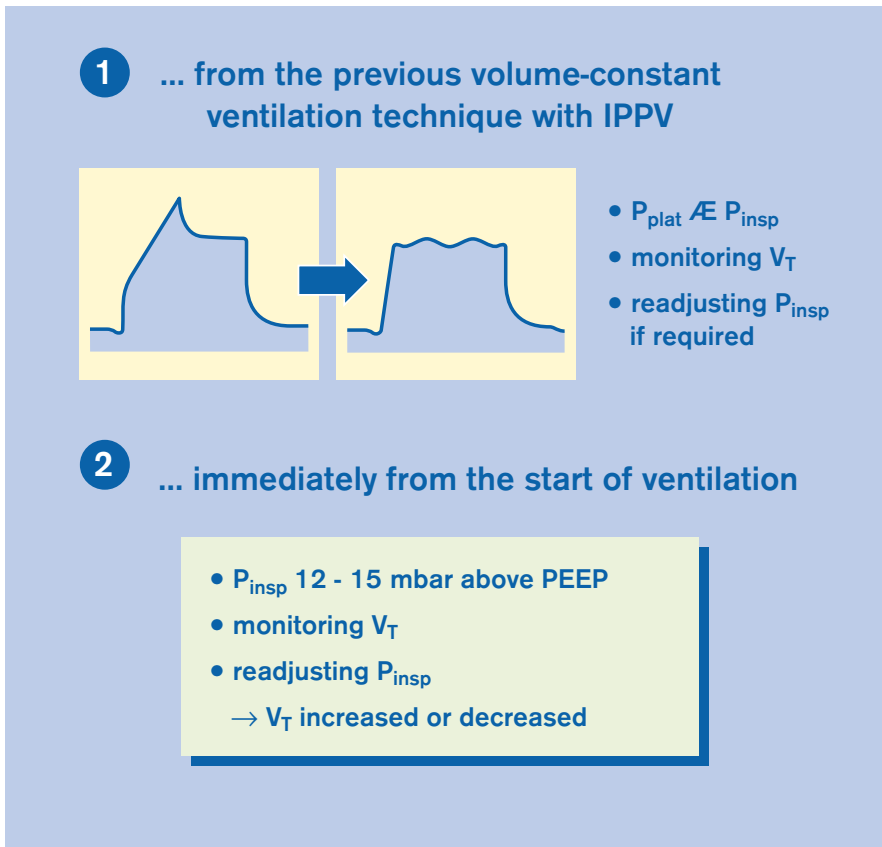 1 ... from the previous volume-constant
ventilation technique with IPPV
• Pplat Æ Pinsp
• monitoring VT
• readjusting Pinsp
if required
2 ... immediately from the start of ventilation
• Pinsp 12 - 15 mbar above PEEP
• monitoring VT
• readjusting Pinsp
→ VT increased or decreased